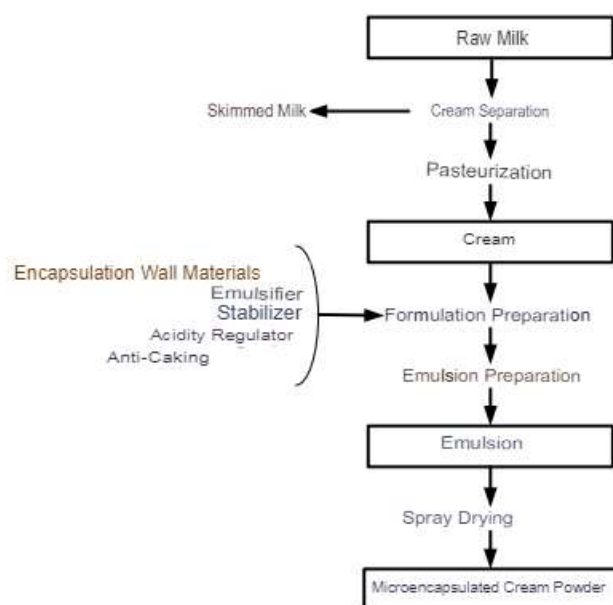 Raw Milk
Skimmed Milk
Cream Separation
Pasteurization
Cream
Encapsulation Wall Materials
Emulsifier
Stabilizer
Acidity Regulator
Anti-Caking
Formulation Preparation
Emulsion Preparation
Emulsion
Spray Drying
Microencapsulated Cream Powder